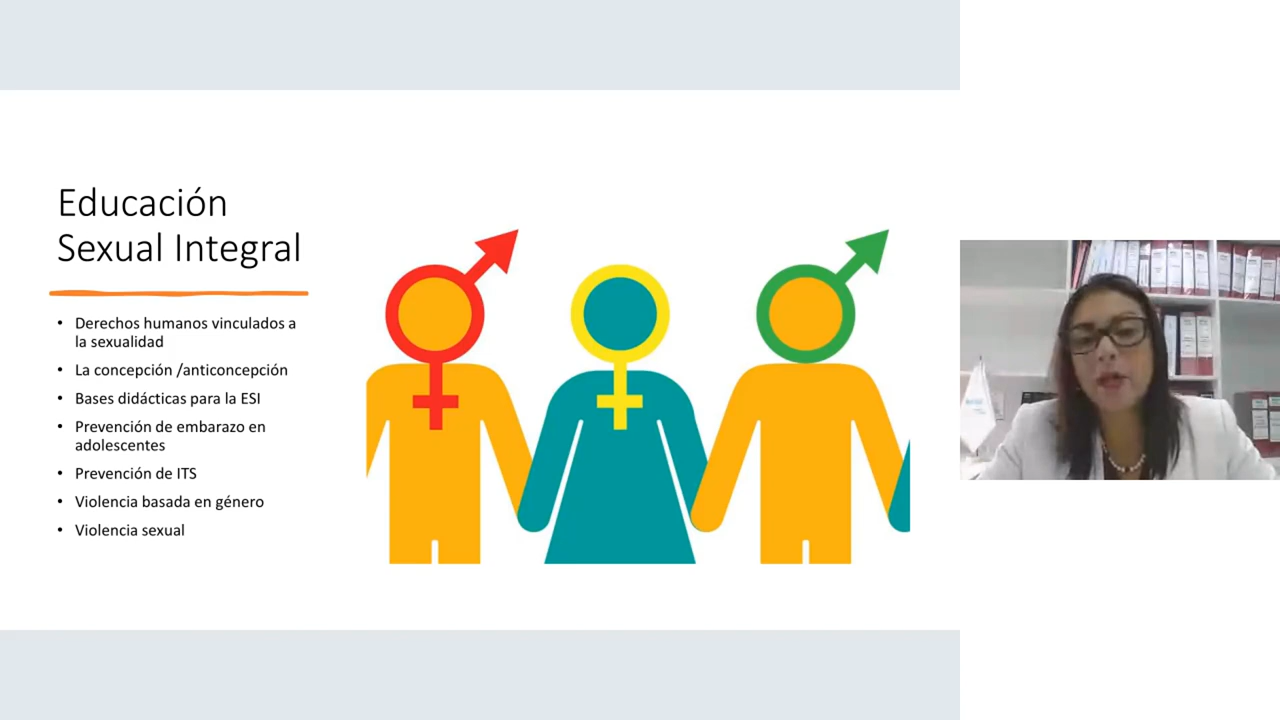 Educación
Sexual Integral
• Derechos humanos vinculados a
la sexualidad
• La concepción /anticoncepción
• Bases didácticas para la ESI
• Prevención de embarazo en
adolescentes
• Prevención de ITS
• Violencia basada en género
• Violencia sexual